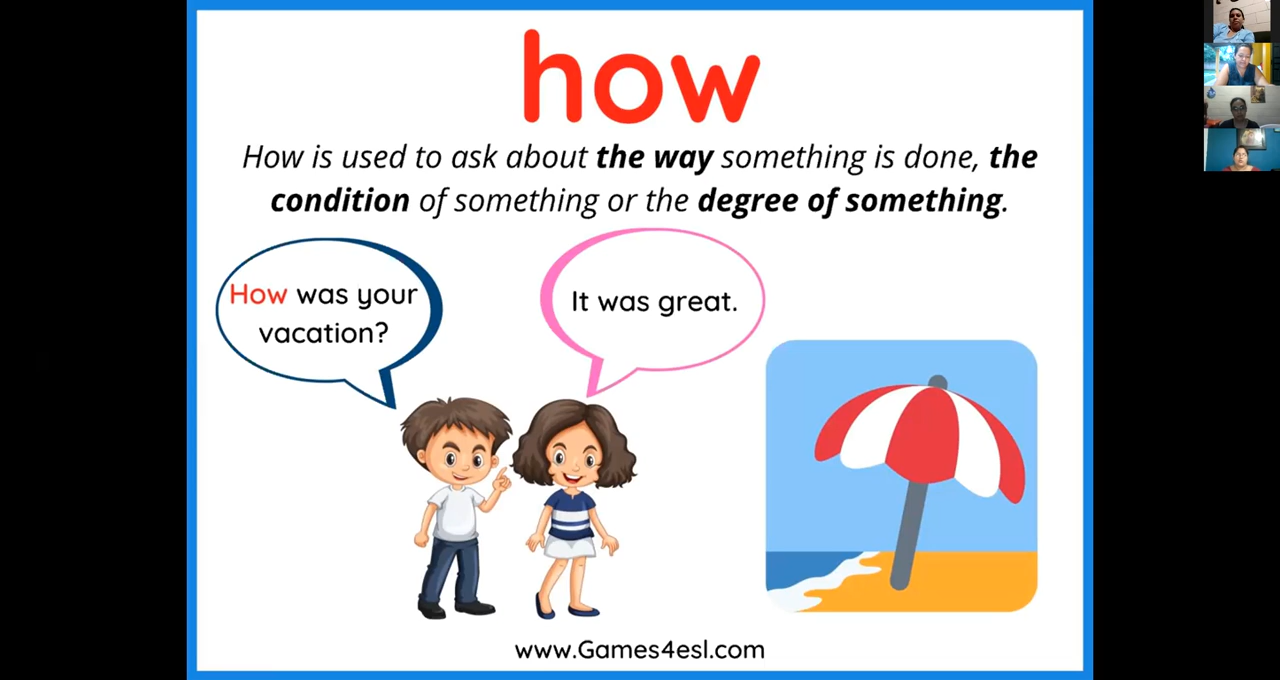 how
How is used to ask about the way something is done, the
condition of something or the degree of something.
How was your
vacation?
It was great.
www.Games4esl.com